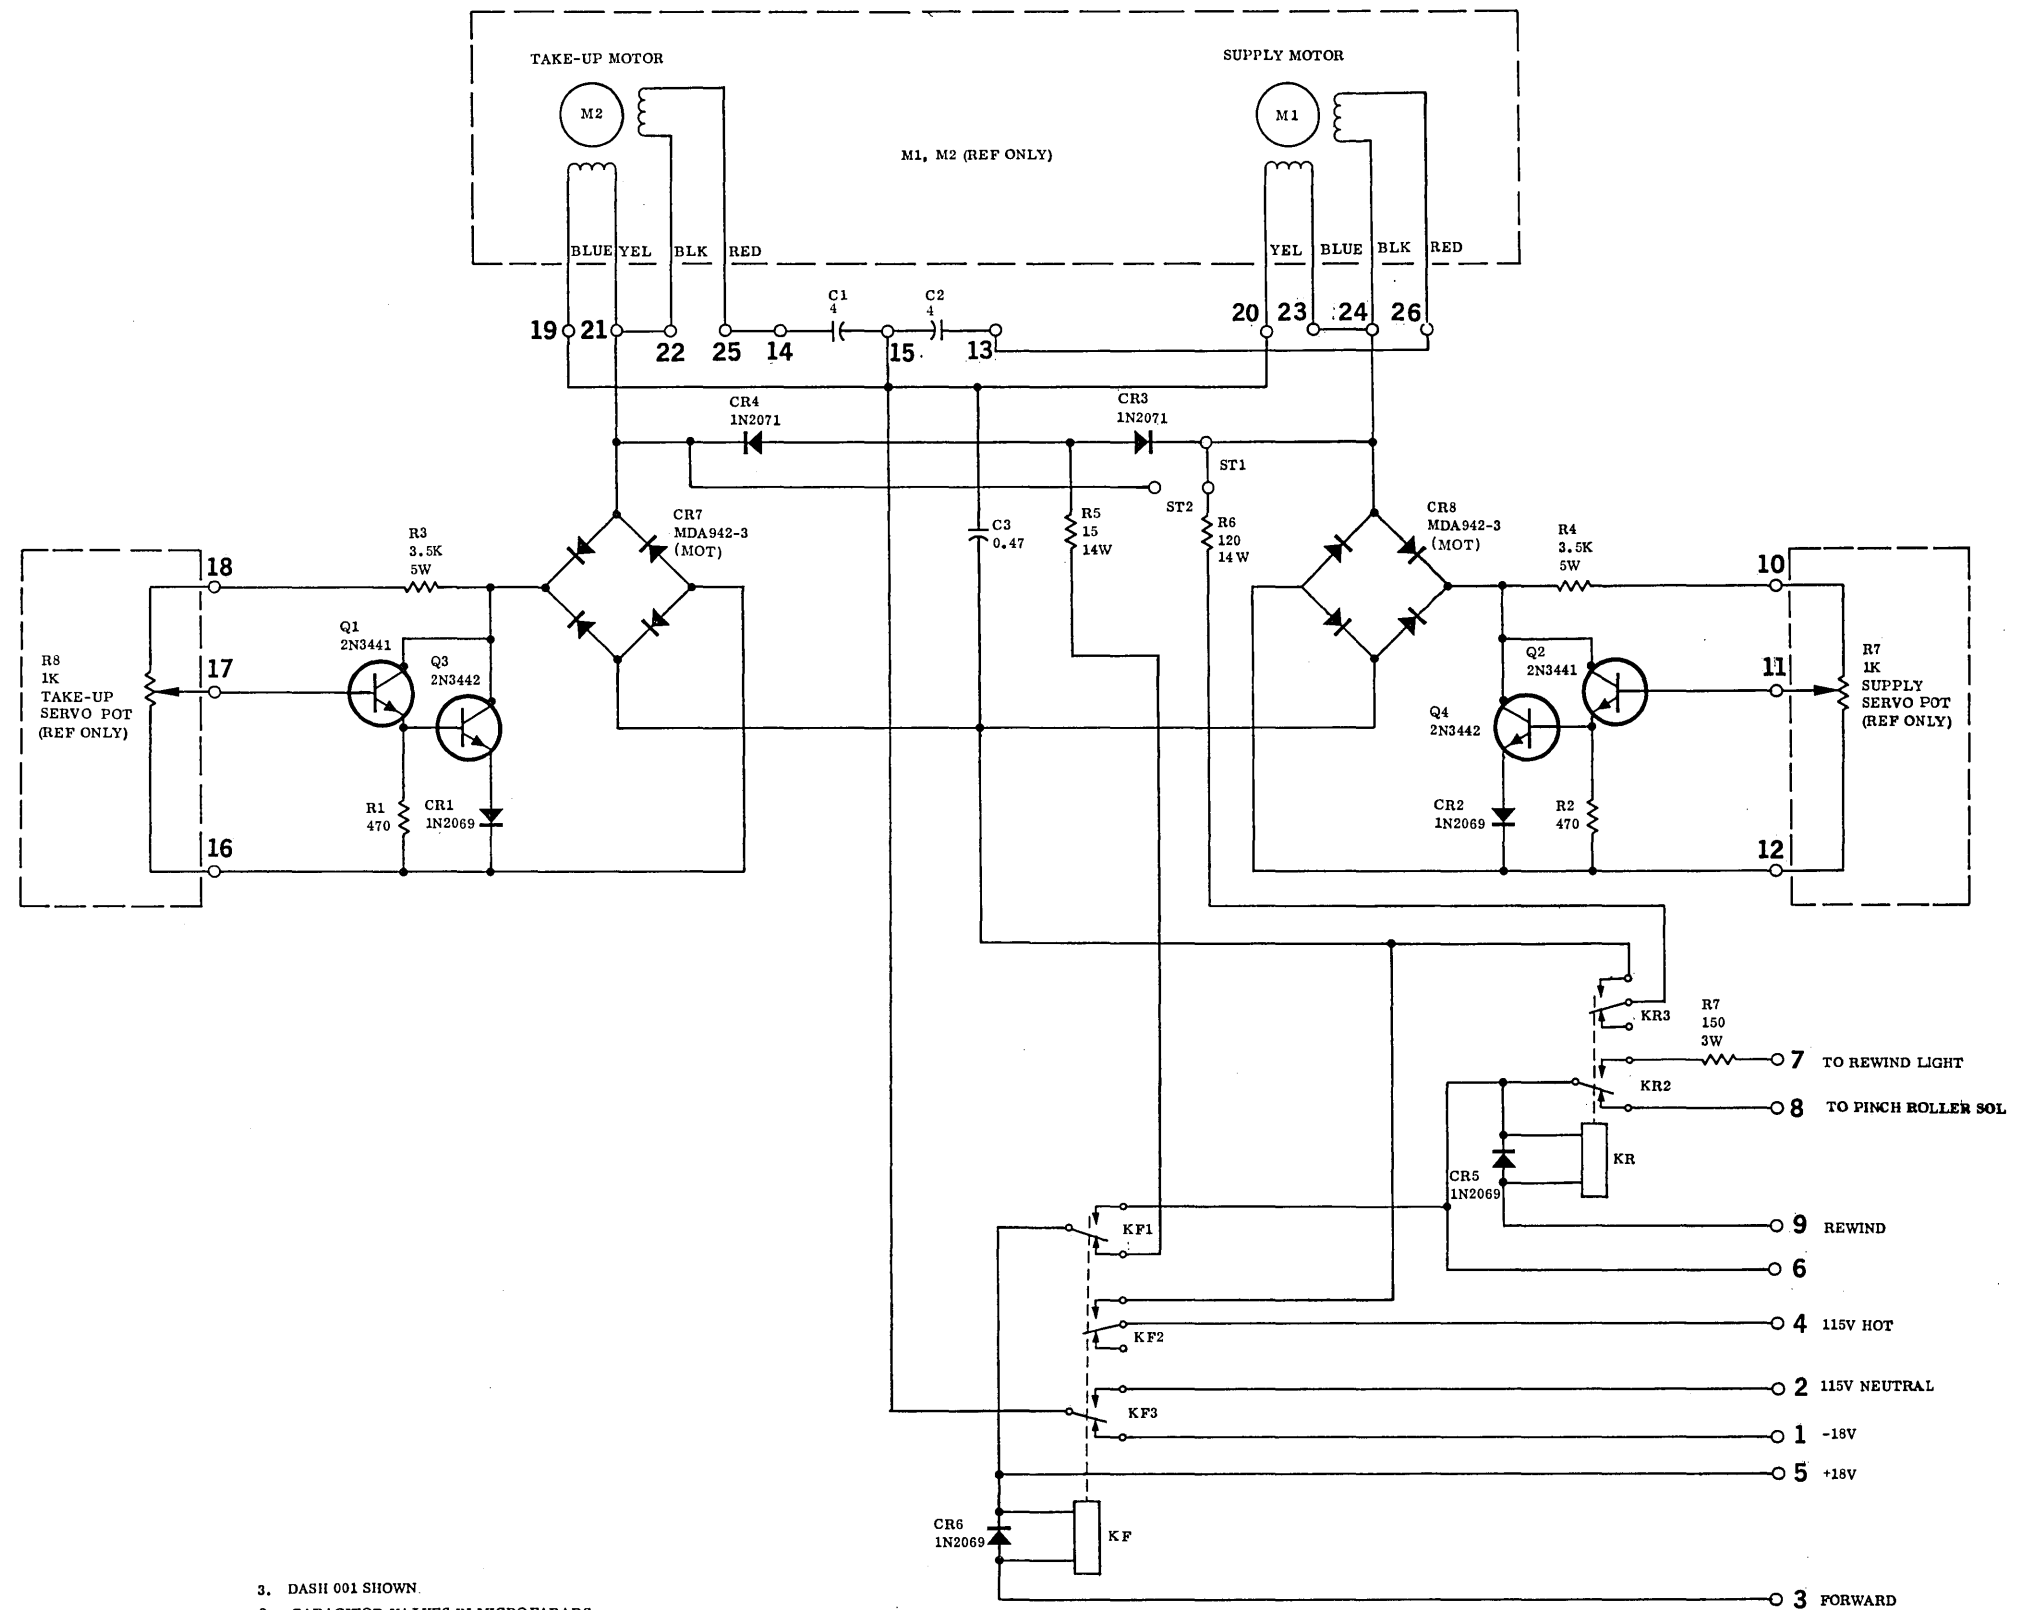 TAKE-UP MOTOR
SUPPLY MOTOR
M2
M1
M1, M2 (REF ONLY)
BLUE YEL BLK RED
YEL BLUE BLK RED
C1
4
C2
4
19 21 22 25 14 15 13
20 23 24 26
CR4
1N2071
CR3
1N2071
ST1
ST2
CR7
MDA942-3
(MOT)
C3
0.47
R5
15
14W
R6
120
14W
CR8
MDA942-3
(MOT)
R3
3.5K
5W
R4
3.5K
5W
18
10
Q1
2N3441
Q3
2N3442
17
R8
1K
TAKE-UP
SERVO POT
(REF ONLY)
Q2
2N3441
Q4
2N3442
11
R7
1K
SUPPLY
SERVO POT
(REF ONLY)
R1
470
CR1
1N2069
16
CR2
1N2069
R2
470
12
KR3
R7
150
3W
7 TO REWIND LIGHT
KR2
8 TO PINCH ROLLER SOL
KR
CR5
1N2069
9 REWIND
KF1
6
4 115V HOT
KF2
2 115V NEUTRAL
KF3
1 -18V
5 +18V
CR6
1N2069
KF
3 FORWARD
3. DASH 001 SHOWN